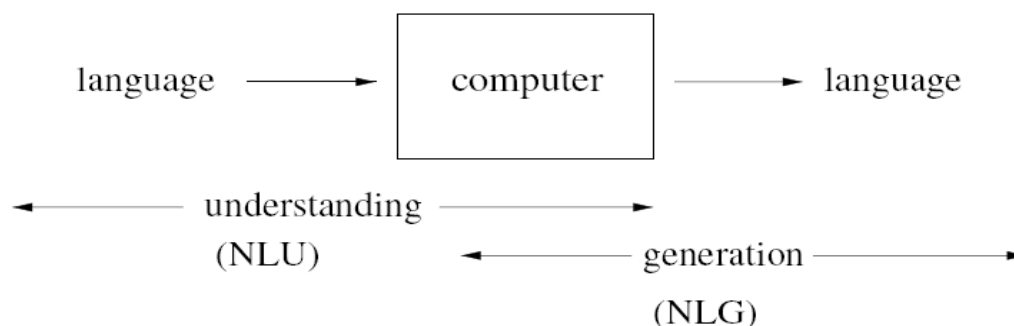 language computer language
understanding
(NLU)
generation
(NLG)